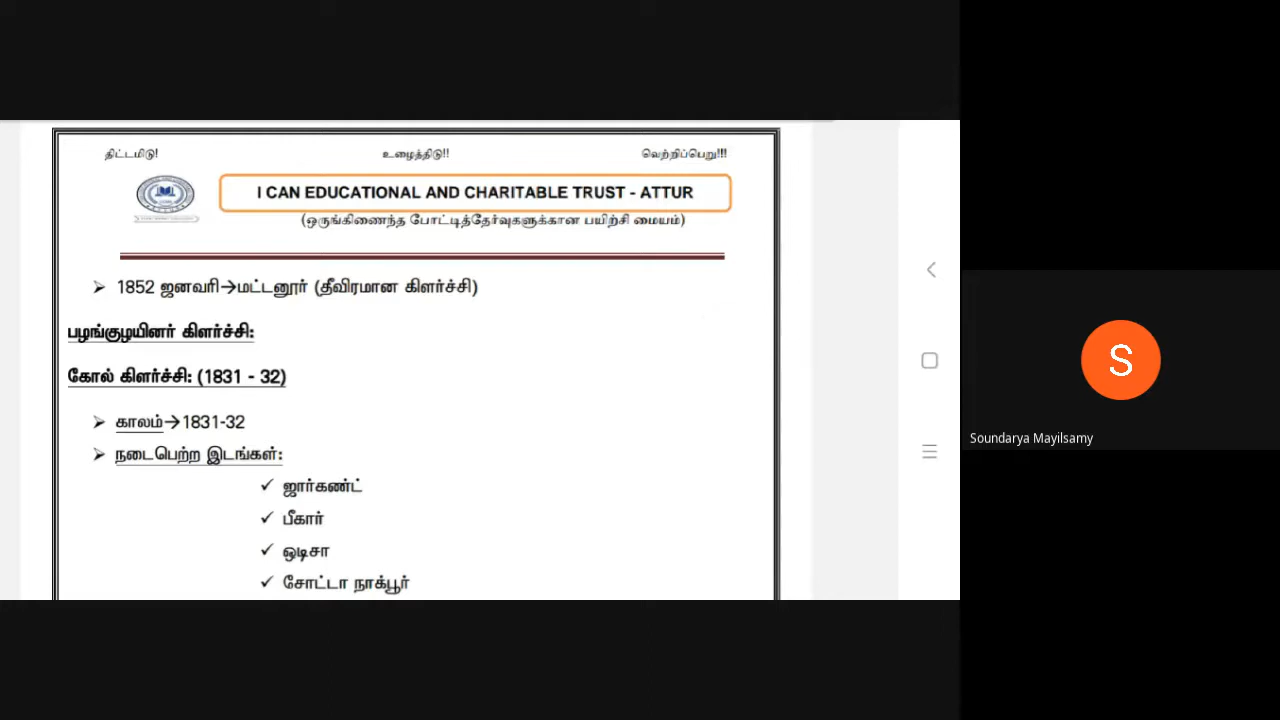 திட்டமிடு! உழைத்திடு!! வெற்றிப்பெறு!!!
I CAN EDUCATIONAL AND CHARITABLE TRUST - ATTUR
(ஒருங்கிணைந்த போட்டித்தேர்வுகளுக்கான பயிற்சி மையம்)
➢ 1852 ஜனவரி→மட்டனூர் (தீவிரமான கிளர்ச்சி)
பழங்குழயினர் கிளர்ச்சி:
கோல் கிளர்ச்சி: (1831 - 32)
➢ காலம்→1831-32
➢ நடைபெற்ற இடங்கள்:
✓ ஜார்கண்ட்
✓ பீகார்
✓ ஒடிசா
✓ சோட்டா நாக்பூர்
S
Soundarya Mayilsamy